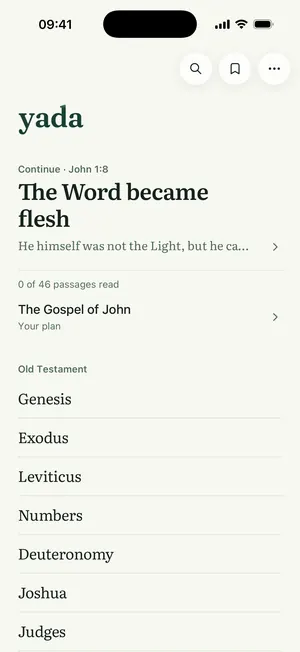 09:41
yada
Continue · John 1:8
The Word became
flesh
He himself was not the Light, but he ca...
0 of 46 passages read
The Gospel of John
Your plan
Old Testament
Genesis
Exodus
Leviticus
Numbers
Deuteronomy
Joshua
Judges